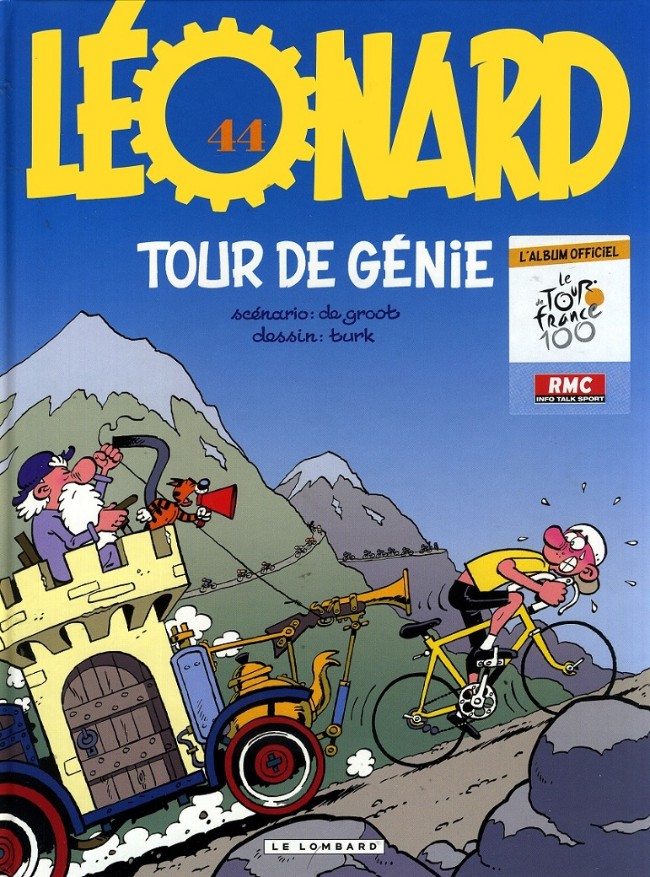 LÉONARD
44
TOUR DE GÉNiE
scénario: de groot
dessin: turk
L'ALBUM OFFICIEL
le
de TOUR
france
100
RMC
INFO TALK SPORT
LE LOMBARD